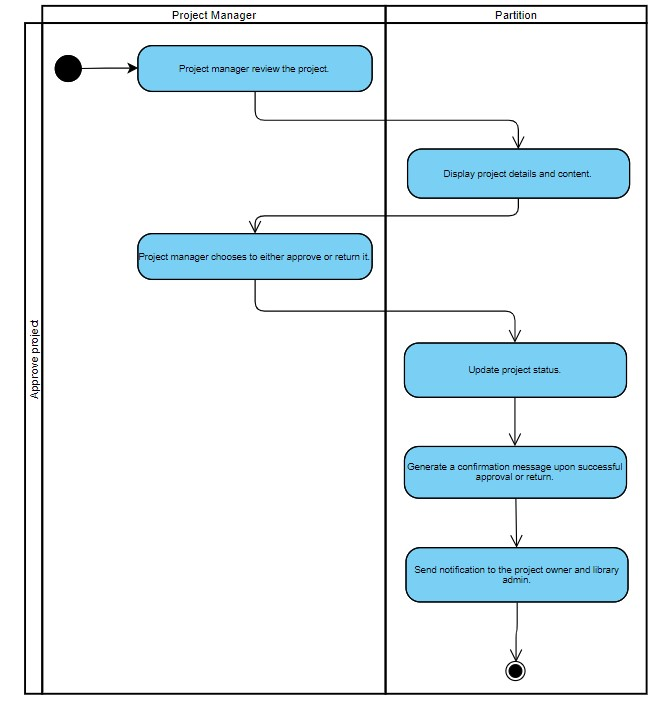 Project Manager
Partition
Approve project
Project manager review the project.
Display project details and content.
Project manager chooses to either approve or return it.
Update project status.
Generate a confirmation message upon successful
approval or return.
Send notification to the project owner and library
admin.